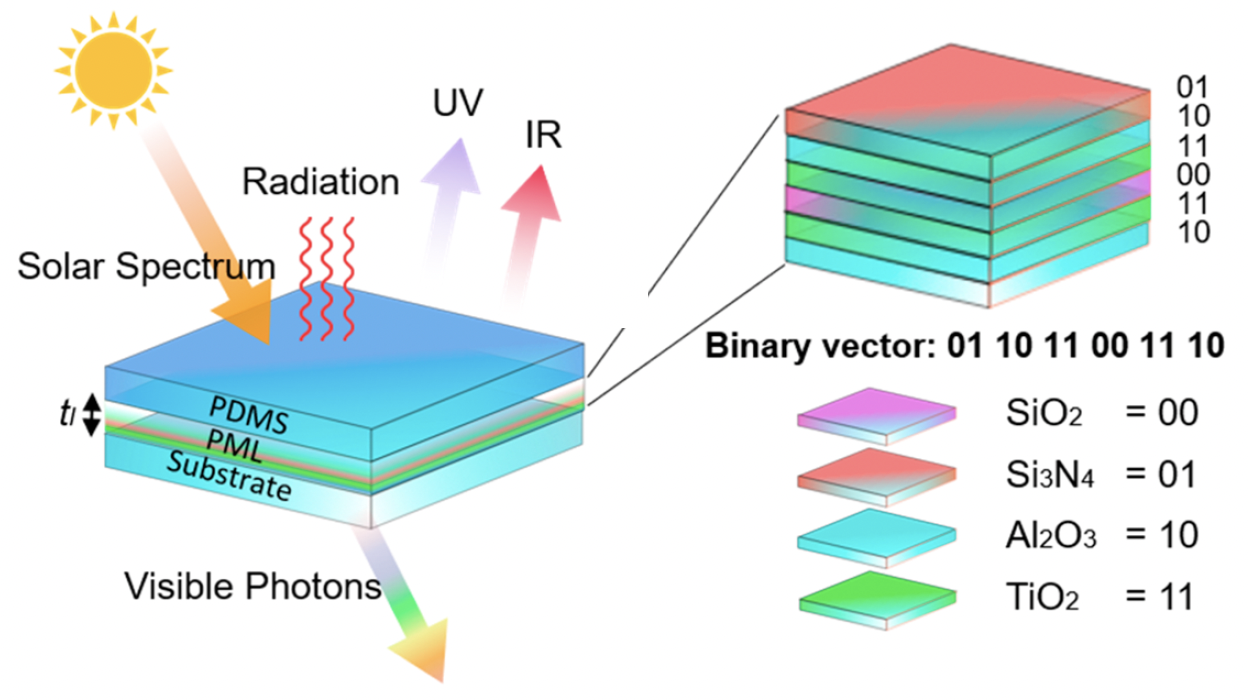 UV
IR
Radiation
Solar Spectrum
tₗ
PDMS
PML
Substrate
Visible Photons
01
10
11
00
11
10
Binary vector: 01 10 11 00 11 10
SiO₂ = 00
Si₃N₄ = 01
Al₂O₃ = 10
TiO₂ = 11